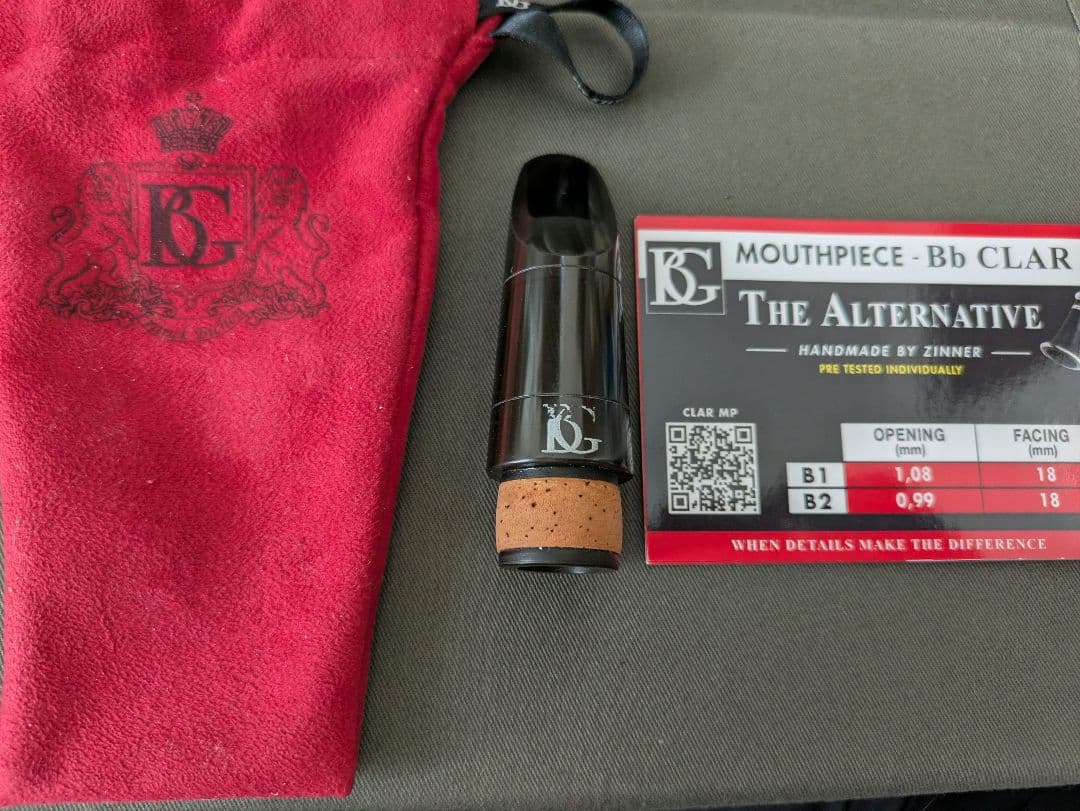 BG
BG
BG
BG
MOUTHPIECE - Bb CLAR
THE ALTERNATIVE
HANDMADE BY ZINNER
PRE TESTED INDIVIDUALLY
CLAR MP
OPENING FACING
(mm) (mm)
B1 1,08 18
B2 0,99 18
WHEN DETAILS MAKE THE DIFFERENCE